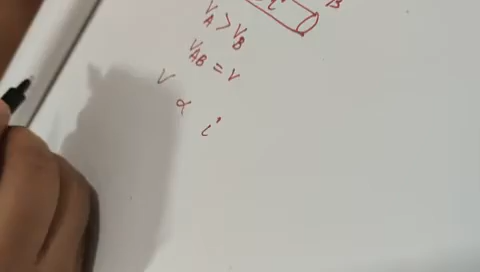 i B
V_A > V_B
V_AB = V
V ∝ i